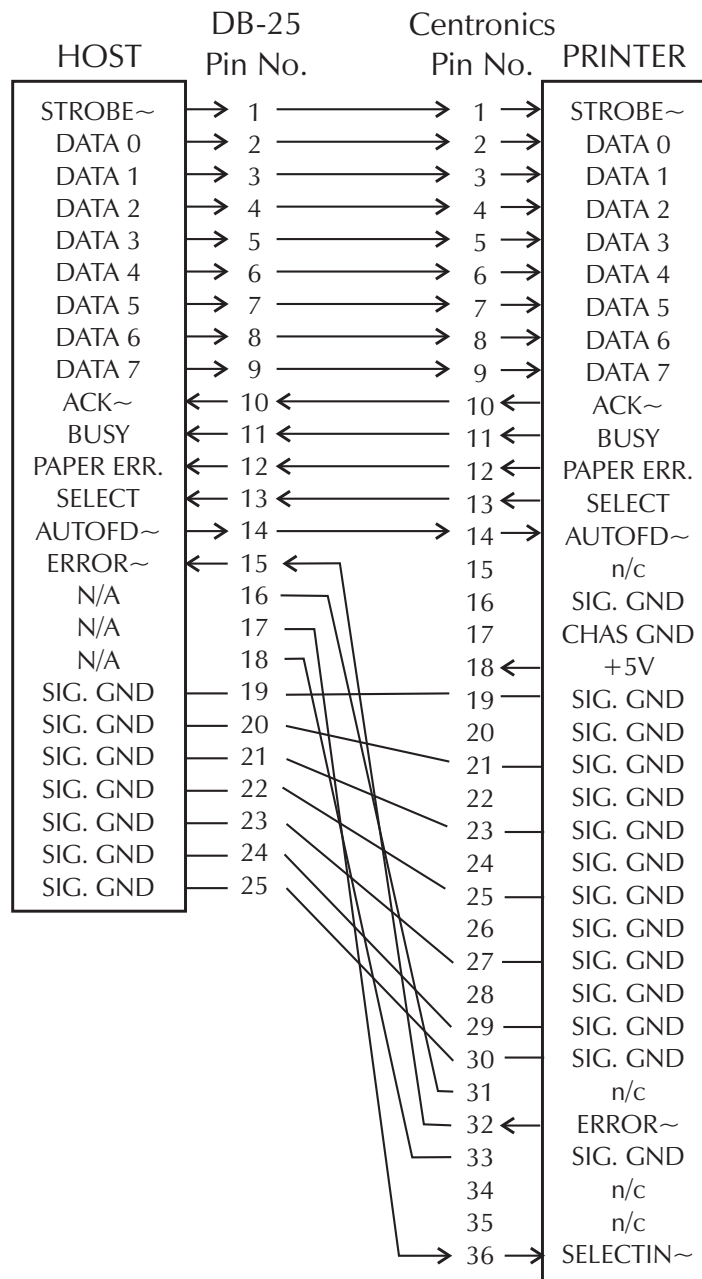 DB-25 Centronics
HOST Pin No. Pin No. PRINTER
STROBE~ 1 1 STROBE~
DATA 0 2 2 DATA 0
DATA 1 3 3 DATA 1
DATA 2 4 4 DATA 2
DATA 3 5 5 DATA 3
DATA 4 6 6 DATA 4
DATA 5 7 7 DATA 5
DATA 6 8 8 DATA 6
DATA 7 9 9 DATA 7
ACK~ 10 10 ACK~
BUSY 11 11 BUSY
PAPER ERR. 12 12 PAPER ERR.
SELECT 13 13 SELECT
AUTOFD~ 14 14 AUTOFD~
ERROR~ 15 15 n/c
N/A 16 16 SIG. GND
N/A 17 17 CHAS GND
N/A 18 18 +5V
SIG. GND 19 19 SIG. GND
SIG. GND 20 20 SIG. GND
SIG. GND 21 21 SIG. GND
SIG. GND 22 22 SIG. GND
SIG. GND 23 23 SIG. GND
SIG. GND 24 24 SIG. GND
SIG. GND 25 25 SIG. GND
26 SIG. GND
27 SIG. GND
28 SIG. GND
29 SIG. GND
30 SIG. GND
31 n/c
32 ERROR~
33 SIG. GND
34 n/c
35 n/c
36 SELECTIN~